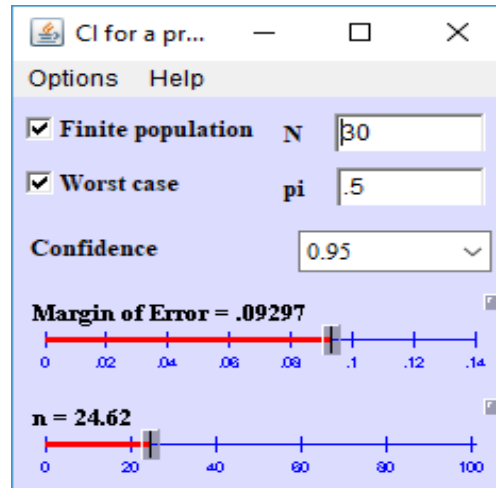 CI for a pr...
Options Help
Finite population N 30
Worst case pi .5
Confidence 0.95
Margin of Error = .09297
0 .02 .04 .06 .08 .1 .12 .14
n = 24.62
0 20 40 60 80 100